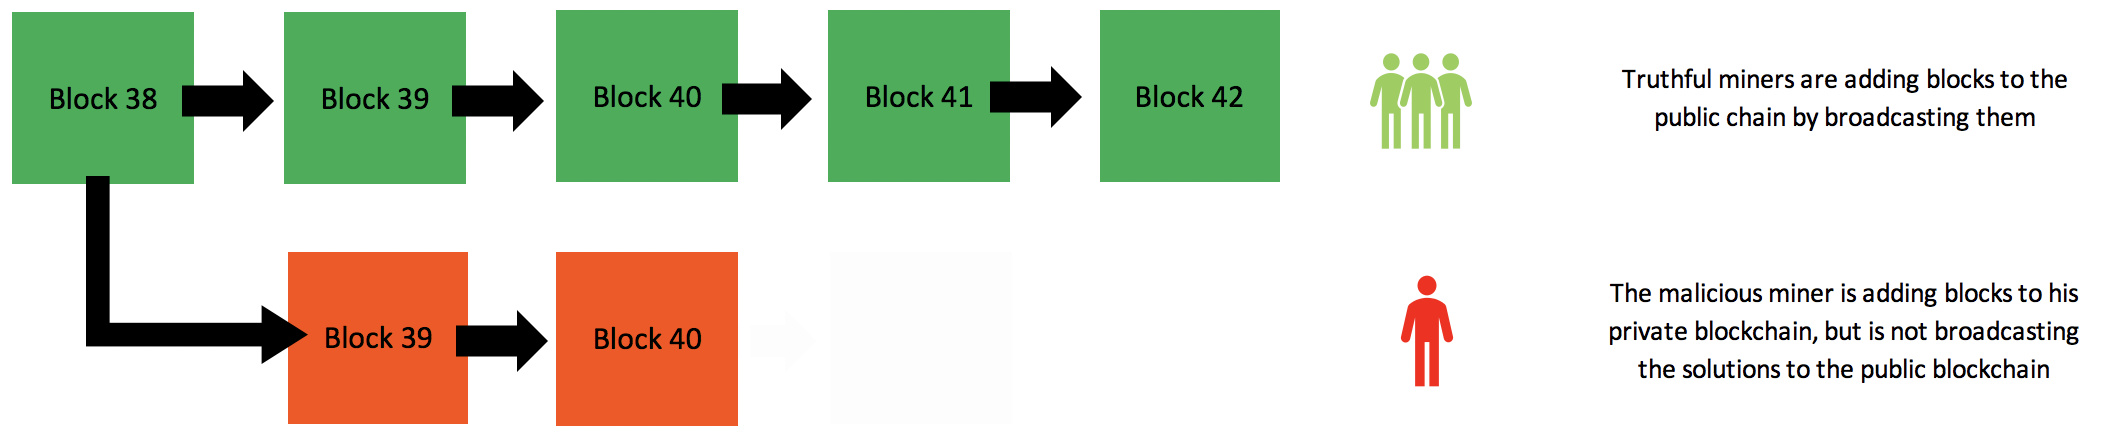 Block 38
Block 39
Block 40
Block 41
Block 42
Truthful miners are adding blocks to the
public chain by broadcasting them
Block 39
Block 40
The malicious miner is adding blocks to his
private blockchain, but is not broadcasting
the solutions to the public blockchain